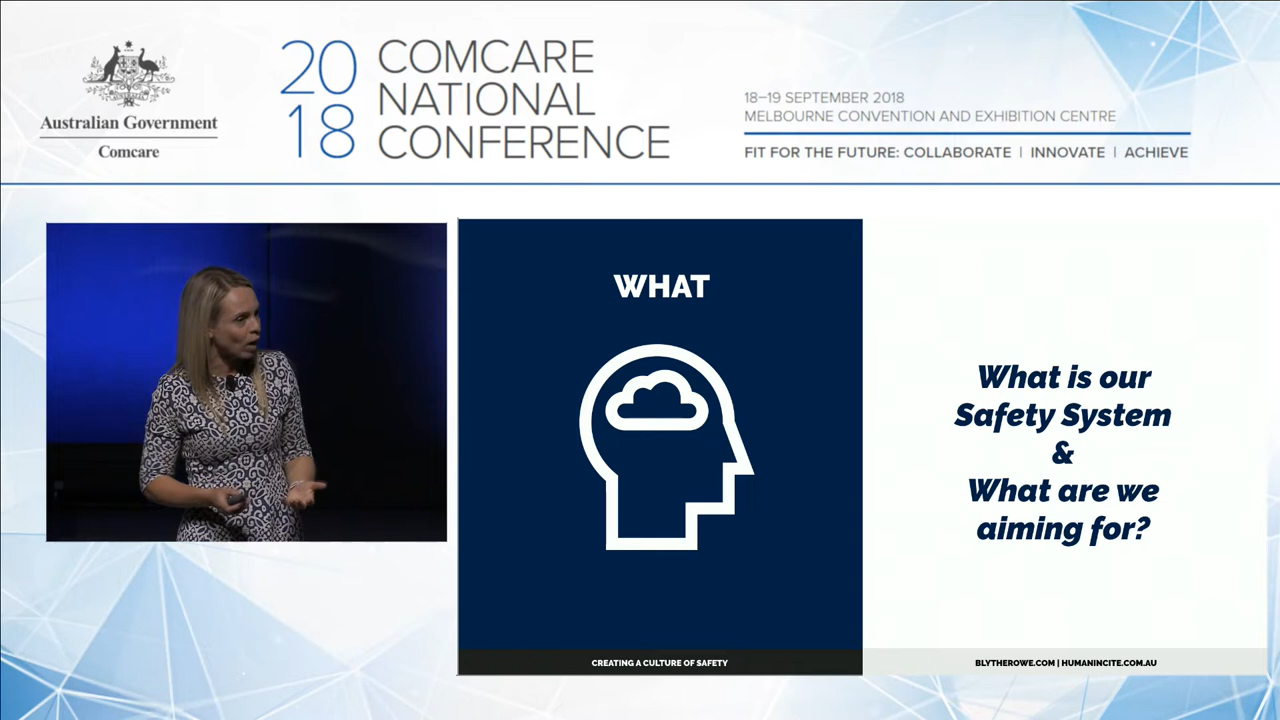 Australian Government
Comcare
20
18
COMCARE
NATIONAL
CONFERENCE
18–19 SEPTEMBER 2018
MELBOURNE CONVENTION AND EXHIBITION CENTRE
FIT FOR THE FUTURE: COLLABORATE | INNOVATE | ACHIEVE
WHAT
What is our
Safety System
&
What are we
aiming for?
CREATING A CULTURE OF SAFETY
BLYTHEROWE.COM | HUMANINCITE.COM.AU